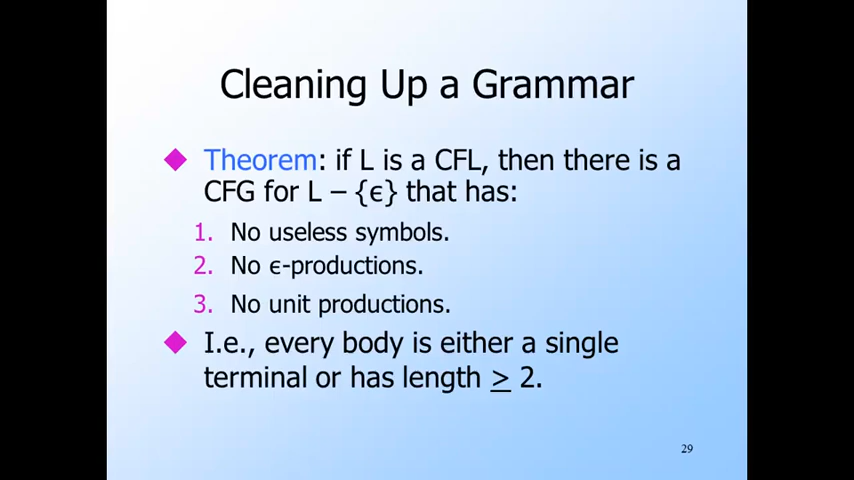 Cleaning Up a Grammar
Theorem: if L is a CFL, then there is a
CFG for L – {ϵ} that has:
1. No useless symbols.
2. No ϵ-productions.
3. No unit productions.
I.e., every body is either a single
terminal or has length > 2.
29